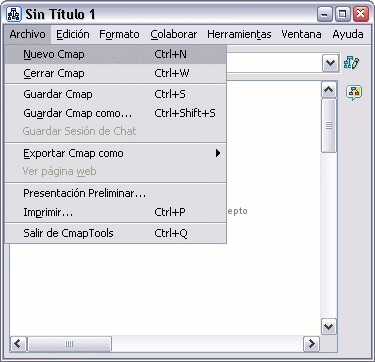 Sin Título 1
Archivo Edición Formato Colaborar Herramientas Ventana Ayuda
Nuevo Cmap Ctrl+N
Cerrar Cmap Ctrl+W
Guardar Cmap Ctrl+S
Guardar Cmap como... Ctrl+Shift+S
Guardar Sesión de Chat
Exportar Cmap como
Ver página web
Presentación Preliminar...
Imprimir... Ctrl+P
Salir de CmapTools Ctrl+Q
epto